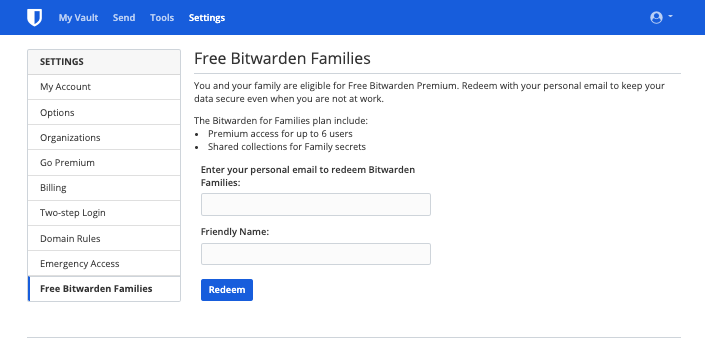 My Vault Send Tools Settings
SETTINGS
My Account
Options
Organizations
Go Premium
Billing
Two-step Login
Domain Rules
Emergency Access
Free Bitwarden Families
Free Bitwarden Families
You and your family are eligible for Free Bitwarden Premium. Redeem with your personal email to keep your
data secure even when you are not at work.
The Bitwarden for Families plan include:
• Premium access for up to 6 users
• Shared collections for Family secrets
Enter your personal email to redeem Bitwarden
Families:
Friendly Name:
Redeem